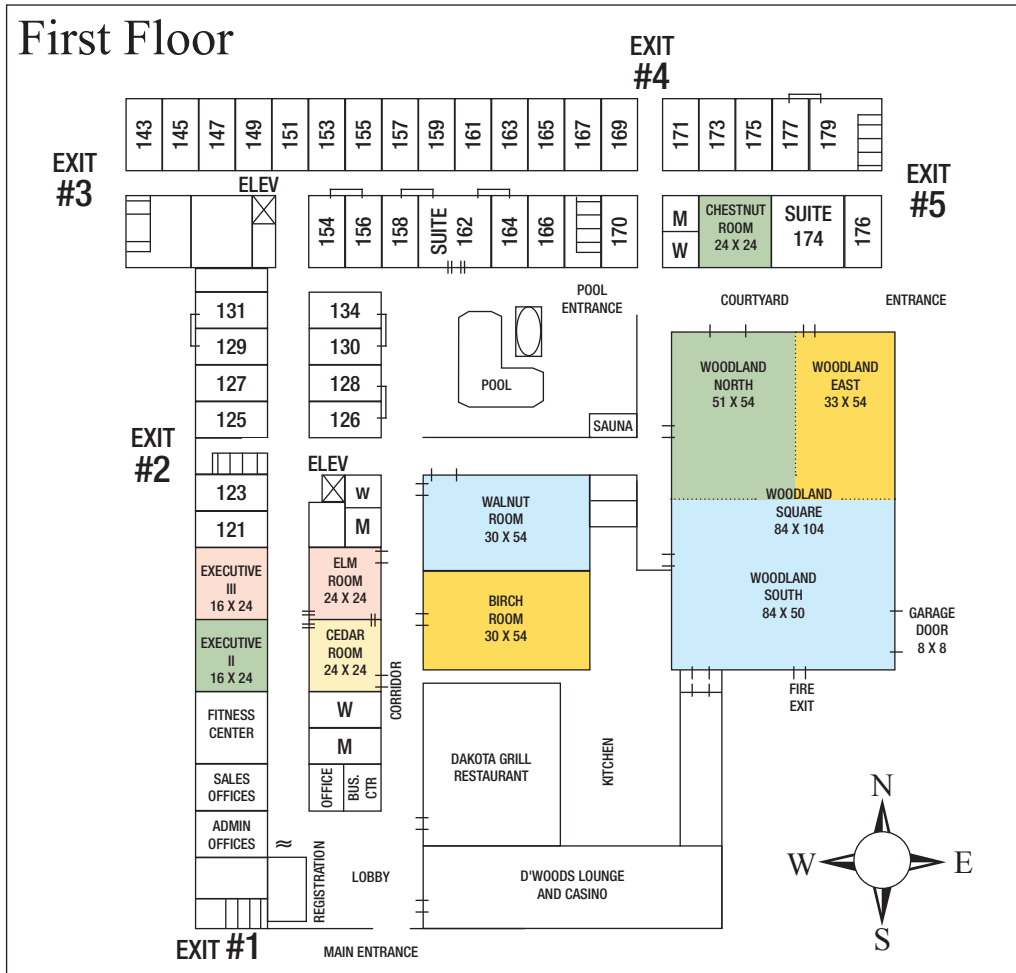 First Floor
EXIT
#4
143
145
147
149
151
153
155
157
159
161
163
165
167
169
171
173
175
177
179
EXIT
#3
ELEV
EXIT
#5
154
156
158
SUITE
162
164
166
170
M
W
CHESTNUT
ROOM
24 X 24
SUITE
174
176
131
129
127
125
134
130
128
126
POOL
ENTRANCE
POOL
SAUNA
COURTYARD
ENTRANCE
WOODLAND
NORTH
51 X 54
WOODLAND
EAST
33 X 54
WOODLAND
SQUARE
84 X 104
WOODLAND
SOUTH
84 X 50
GARAGE
DOOR
8 X 8
FIRE
EXIT
EXIT
#2
123
121
ELEV
W
M
WALNUT
ROOM
30 X 54
BIRCH
ROOM
30 X 54
EXECUTIVE
III
16 X 24
EXECUTIVE
II
16 X 24
ELM
ROOM
24 X 24
CEDAR
ROOM
24 X 24
CORRIDOR
FITNESS
CENTER
W
M
SALES
OFFICES
OFFICE
BUS.
CTR
ADMIN
OFFICES
DAKOTA GRILL
RESTAURANT
KITCHEN
REGISTRATION
LOBBY
D'WOODS LOUNGE
AND CASINO
EXIT #1
MAIN ENTRANCE
N
W
E
S